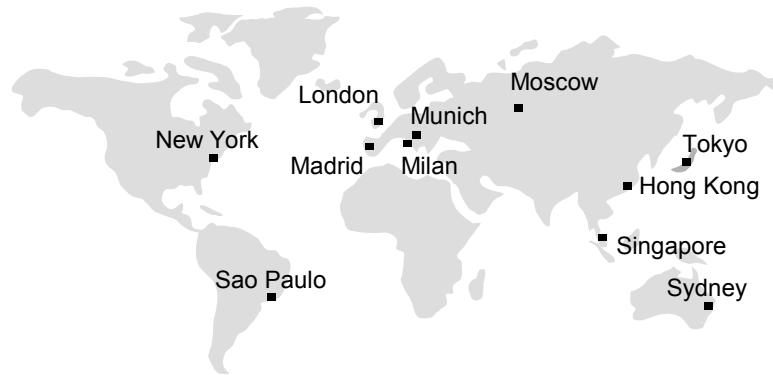 Moscow
London
Munich
New York
Tokyo
Madrid
Milan
Hong Kong
Singapore
Sao Paulo
Sydney